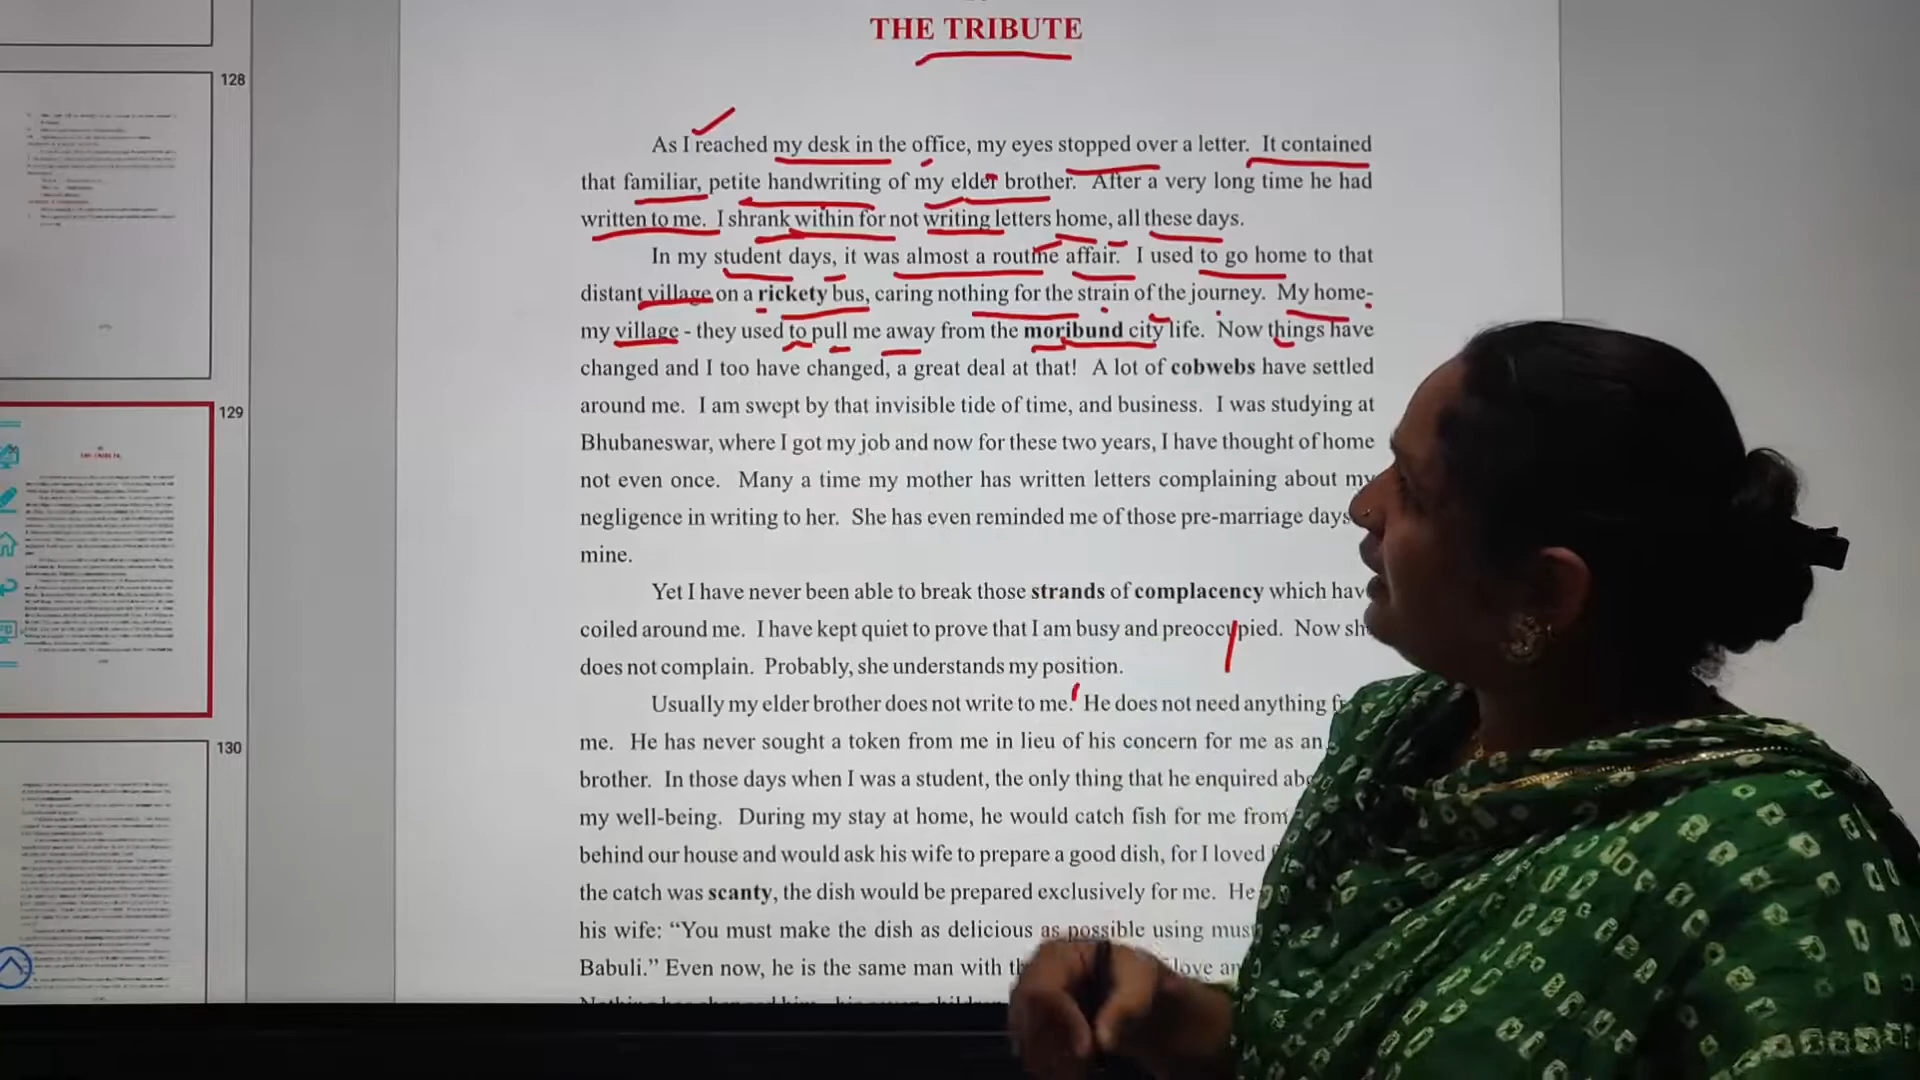 THE TRIBUTE
128
As I reached my desk in the office, my eyes stopped over a letter. It contained
that familiar, petite handwriting of my elder brother. After a very long time he had
written to me. I shrank within for not writing letters home, all these days.
In my student days, it was almost a routine affair. I used to go home to that
distant village on a rickety bus, caring nothing for the strain of the journey. My home-
my village - they used to pull me away from the moribund city life. Now things have
changed and I too have changed, a great deal at that! A lot of cobwebs have settled
129
around me. I am swept by that invisible tide of time, and business. I was studying at
Bhubaneswar, where I got my job and now for these two years, I have thought of home
not even once. Many a time my mother has written letters complaining about my
negligence in writing to her. She has even reminded me of those pre-marriage days
mine.
Yet I have never been able to break those strands of complacency which hav
coiled around me. I have kept quiet to prove that I am busy and preoccupied. Now sh
does not complain. Probably, she understands my position.
Usually my elder brother does not write to me. He does not need anything f
130
me. He has never sought a token from me in lieu of his concern for me as an
brother. In those days when I was a student, the only thing that he enquired abo
my well-being. During my stay at home, he would catch fish for me from
behind our house and would ask his wife to prepare a good dish, for I loved
the catch was scanty, the dish would be prepared exclusively for me. He
his wife: “You must make the dish as delicious as possible using must
Babuli.” Even now, he is the same man with th love an